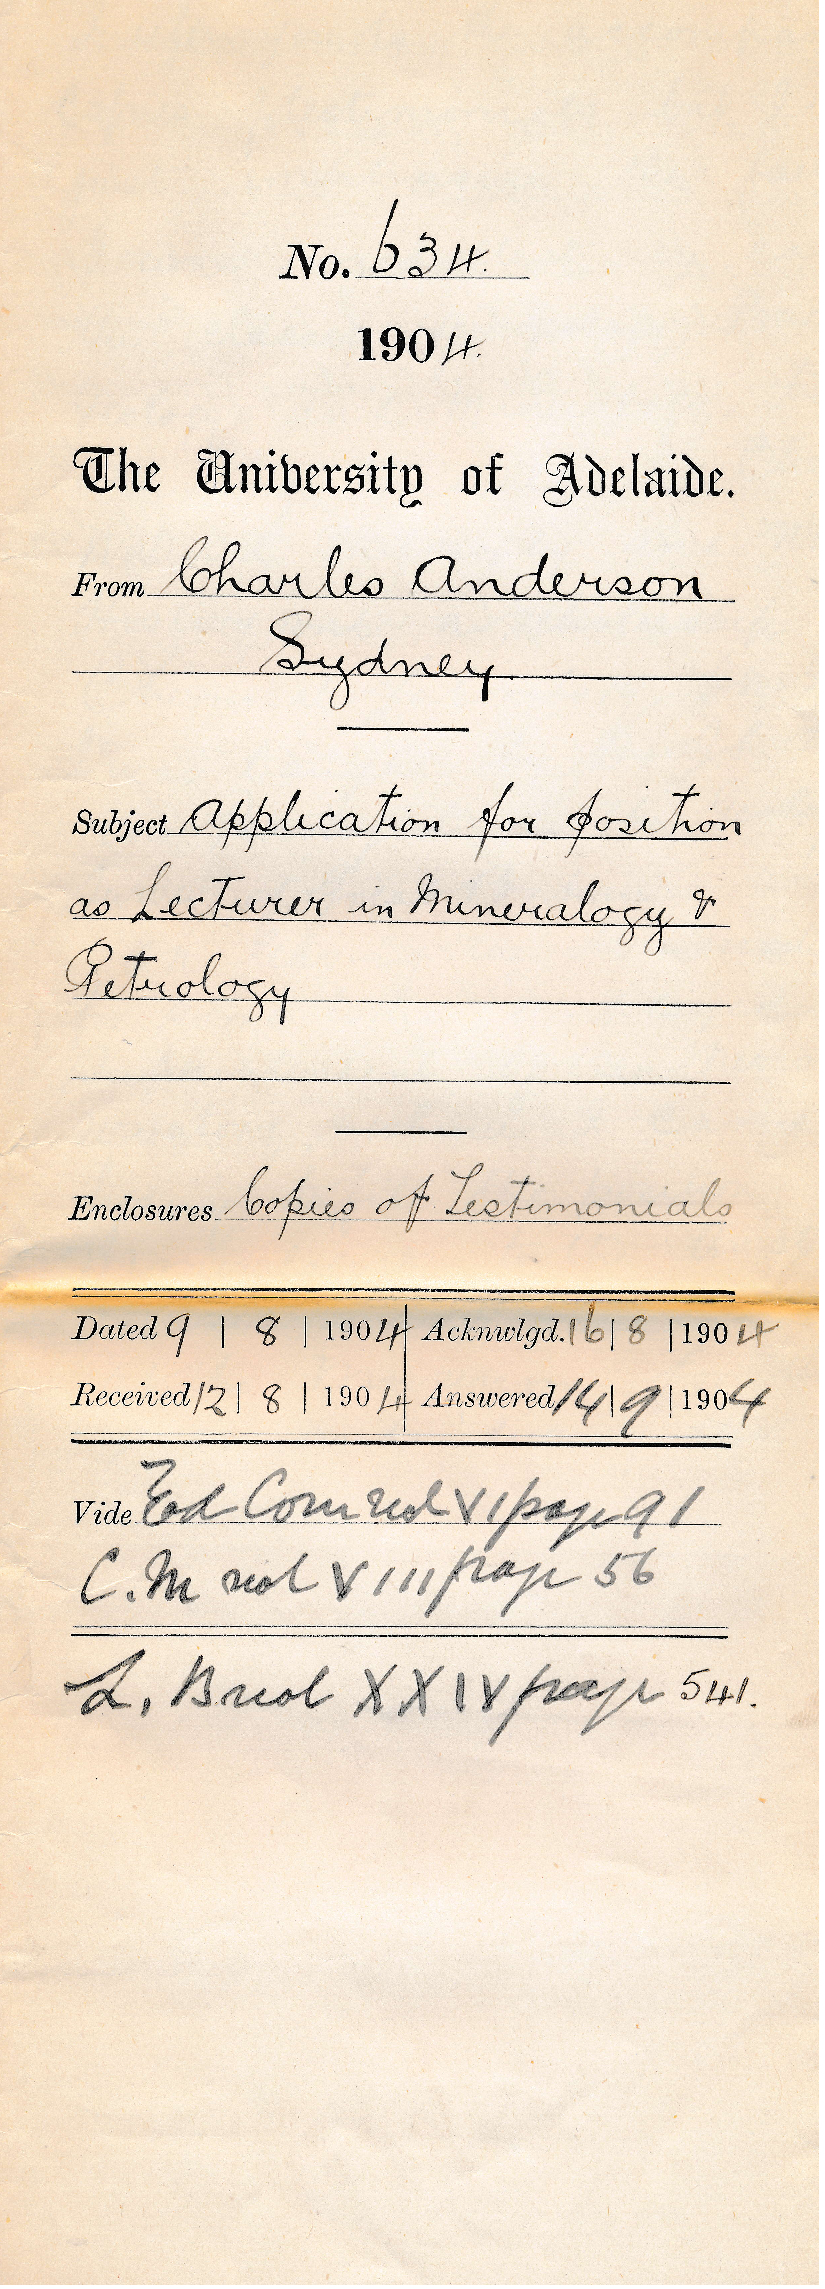 No. 634.
1904.
The University of Adelaide.
From Charles Anderson
Sydney.
Subject Application for position
as Lecturer in Mineralogy &
Petrology
Enclosures Copies of Testimonials
Dated 9 | 8 | 1904 Acknwlgd. 16 | 8 | 1904
Received 12 | 8 | 1904 Answered 14 | 9 | 1904
Vide Ed Com vol VI page 91
C. M vol VIII page 56
L. B vol XXIV page 541.